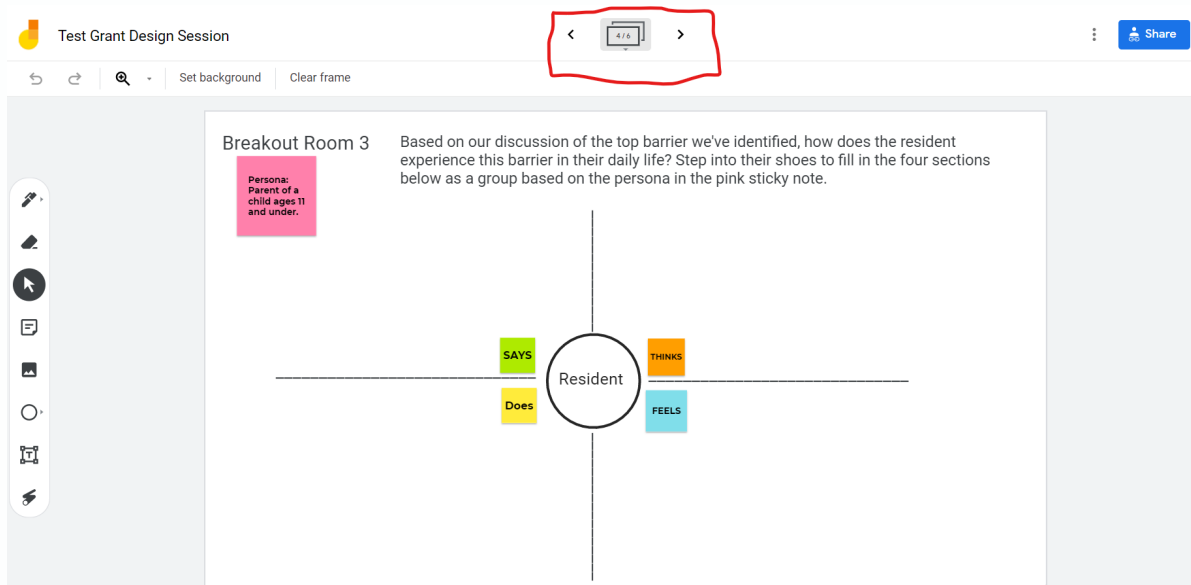 Test Grant Design Session
4 / 6
Share
Set background
Clear frame
Breakout Room 3
Based on our discussion of the top barrier we've identified, how does the resident
experience this barrier in their daily life? Step into their shoes to fill in the four sections
below as a group based on the persona in the pink sticky note.
Persona:
Parent of a
child ages 11
and under.
SAYS
THINKS
Resident
Does
FEELS